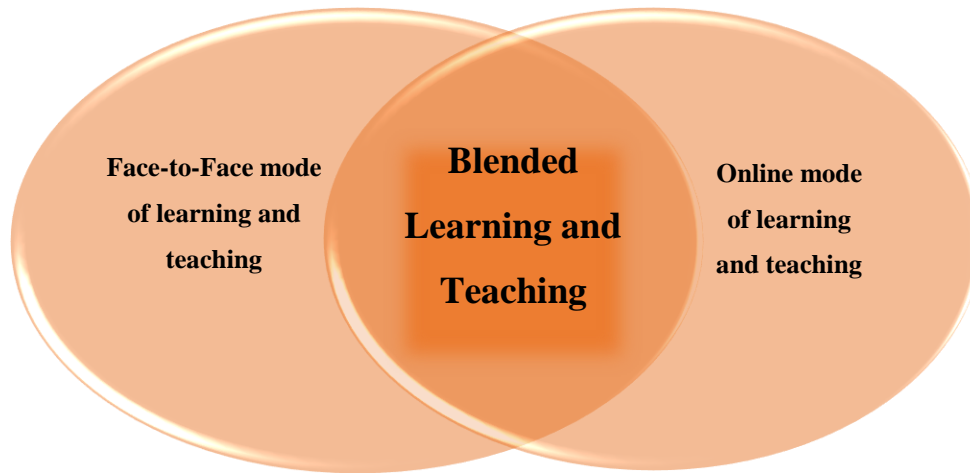 Face-to-Face mode
of learning and
teaching
Blended
Learning and
Teaching
Online mode
of learning
and teaching